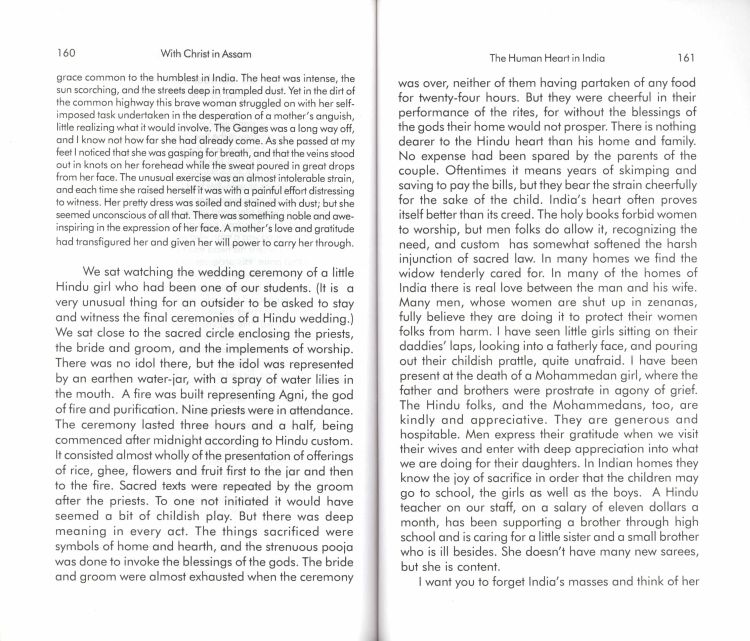 160 With Christ in Assam
grace common to the humblest in India. The heat was intense, the
sun scorching, and the streets deep in trampled dust. Yet in the dirt of
the common highway this brave woman struggled on with her self-
imposed task undertaken in the desperation of a mother's anguish,
little realizing what it would involve. The Ganges was a long way off,
and I know not how far she had already come. As she passed at my
feet I noticed that she was gasping for breath, and that the veins stood
out in knots on her forehead while the sweat poured in great drops
from her face. The unusual exercise was an almost intolerable strain,
and each time she raised herself it was with a painful effort distressing
to witness. Her pretty dress was soiled and stained with dust; but she
seemed unconscious of all that. There was something noble and awe-
inspiring in the expression of her face. A mother's love and gratitude
had transfigured her and given her will power to carry her through.
We sat watching the wedding ceremony of a little
Hindu girl who had been one of our students. (It is a
very unusual thing for an outsider to be asked to stay
and witness the final ceremonies of a Hindu wedding.)
We sat close to the sacred circle enclosing the priests,
the bride and groom, and the implements of worship.
There was no idol there, but the idol was represented
by an earthen water-jar, with a spray of water lilies in
the mouth. A fire was built representing Agni, the god
of fire and purification. Nine priests were in attendance.
The ceremony lasted three hours and a half, being
commenced after midnight according to Hindu custom.
It consisted almost wholly of the presentation of offerings
of rice, ghee, flowers and fruit first to the jar and then
to the fire. Sacred texts were repeated by the groom
after the priests. To one not initiated it would have
seemed a bit of childish play. But there was deep
meaning in every act. The things sacrificed were
symbols of home and hearth, and the strenuous pooja
was done to invoke the blessings of the gods. The bride
and groom were almost exhausted when the ceremony
The Human Heart in India 161
was over, neither of them having partaken of any food
for twenty-four hours. But they were cheerful in their
performance of the rites, for without the blessings of
the gods their home would not prosper. There is nothing
dearer to the Hindu heart than his home and family.
No expense had been spared by the parents of the
couple. Oftentimes it means years of skimping and
saving to pay the bills, but they bear the strain cheerfully
for the sake of the child. India's heart often proves
itself better than its creed. The holy books forbid women
to worship, but men folks do allow it, recognizing the
need, and custom has somewhat softened the harsh
injunction of sacred law. In many homes we find the
widow tenderly cared for. In many of the homes of
India there is real love between the man and his wife.
Many men, whose women are shut up in zenanas,
fully believe they are doing it to protect their women
folks from harm. I have seen little girls sitting on their
daddies' laps, looking into a fatherly face, and pouring
out their childish prattle, quite unafraid. I have been
present at the death of a Mohammedan girl, where the
father and brothers were prostrate in agony of grief.
The Hindu folks, and the Mohammedans, too, are
kindly and appreciative. They are generous and
hospitable. Men express their gratitude when we visit
their wives and enter with deep appreciation into what
we are doing for their daughters. In Indian homes they
know the joy of sacrifice in order that the children may
go to school, the girls as well as the boys. A Hindu
teacher on our staff, on a salary of eleven dollars a
month, has been supporting a brother through high
school and is caring for a little sister and a small brother
who is ill besides. She doesn't have many new sarees,
but she is content.
I want you to forget India's masses and think of her